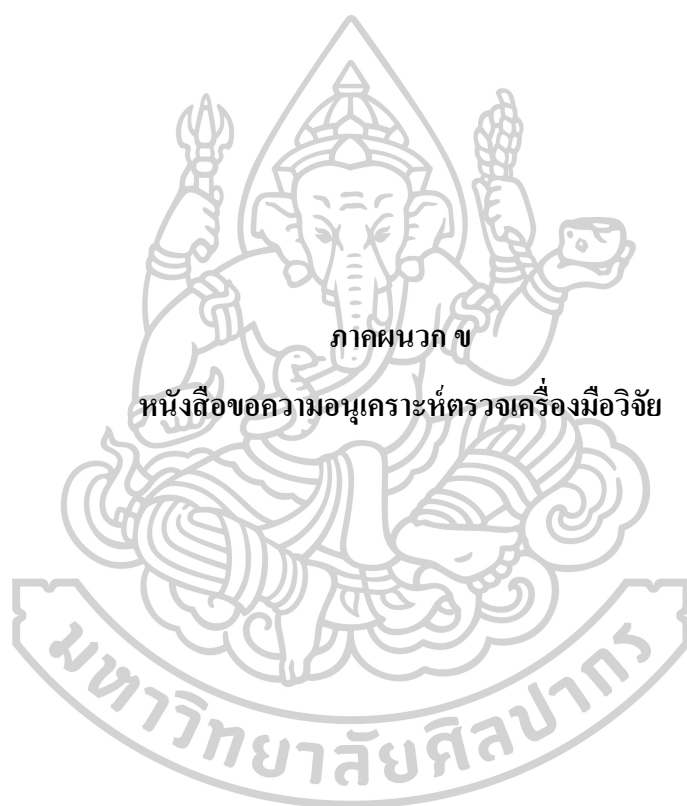 ภาคผนวก ข
หนังสือขอความอนุเคราะห์ตรวจเครื่องมือวิจัย
มหาวิทยาลัยศิลปากร